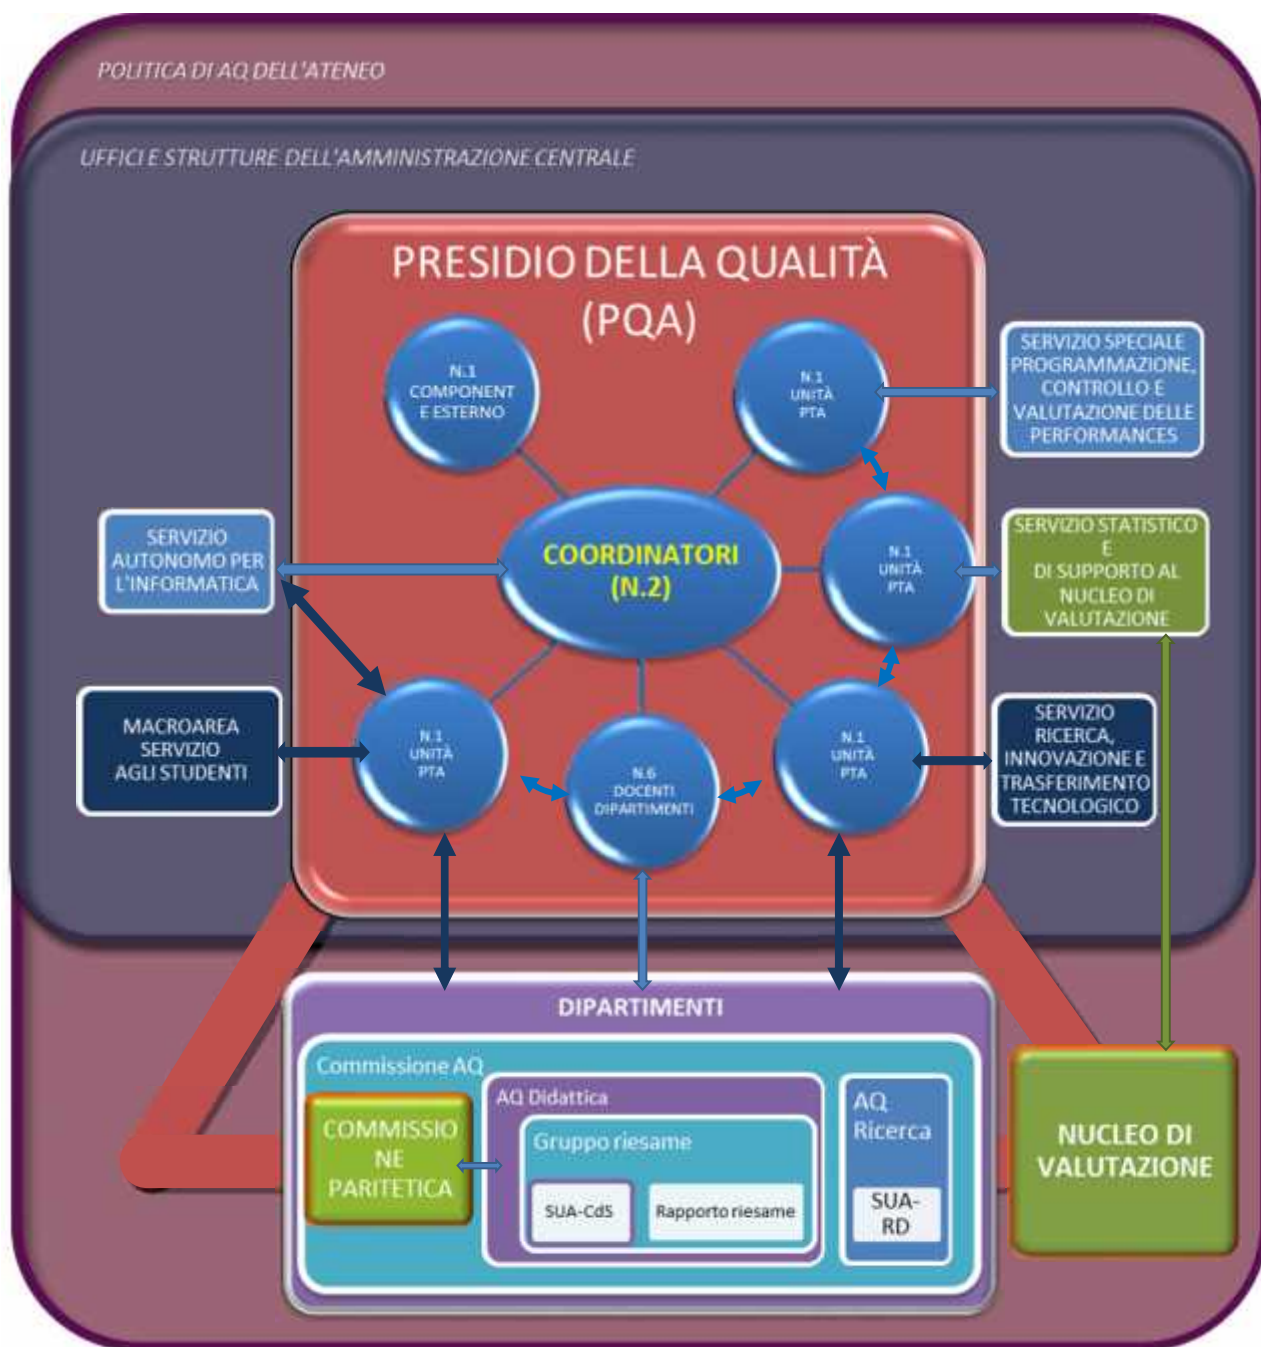 POLITICA DI AQ DELL'ATENEO
UFFICI E STRUTTURE DELL'AMMINISTRAZIONE CENTRALE
PRESIDIO DELLA QUALITÀ
(PQA)
N.1
COMPONENT
E ESTERNO
N.1
UNITÀ
PTA
SERVIZIO SPECIALE
PROGRAMMAZIONE,
CONTROLLO E
VALUTAZIONE DELLE
PERFORMANCES
SERVIZIO
AUTONOMO PER
L'INFORMATICA
COORDINATORI
(N.2)
N.1
UNITÀ
PTA
SERVIZIO STATISTICO
E
DI SUPPORTO AL
NUCLEO DI
VALUTAZIONE
MACROAREA
SERVIZIO
AGLI STUDENTI
N.1
UNITÀ
PTA
N.6
DOCENTI
DIPARTIMENTI
N.1
UNITÀ
PTA
SERVIZIO
RICERCA,
INNOVAZIONE E
TRASFERIMENTO
TECNOLOGICO
DIPARTIMENTI
Commissione AQ
COMMISSIO
NE
PARITETICA
AQ Didattica
Gruppo riesame
SUA-CdS
Rapporto riesame
AQ
Ricerca
SUA-
RD
NUCLEO DI
VALUTAZIONE